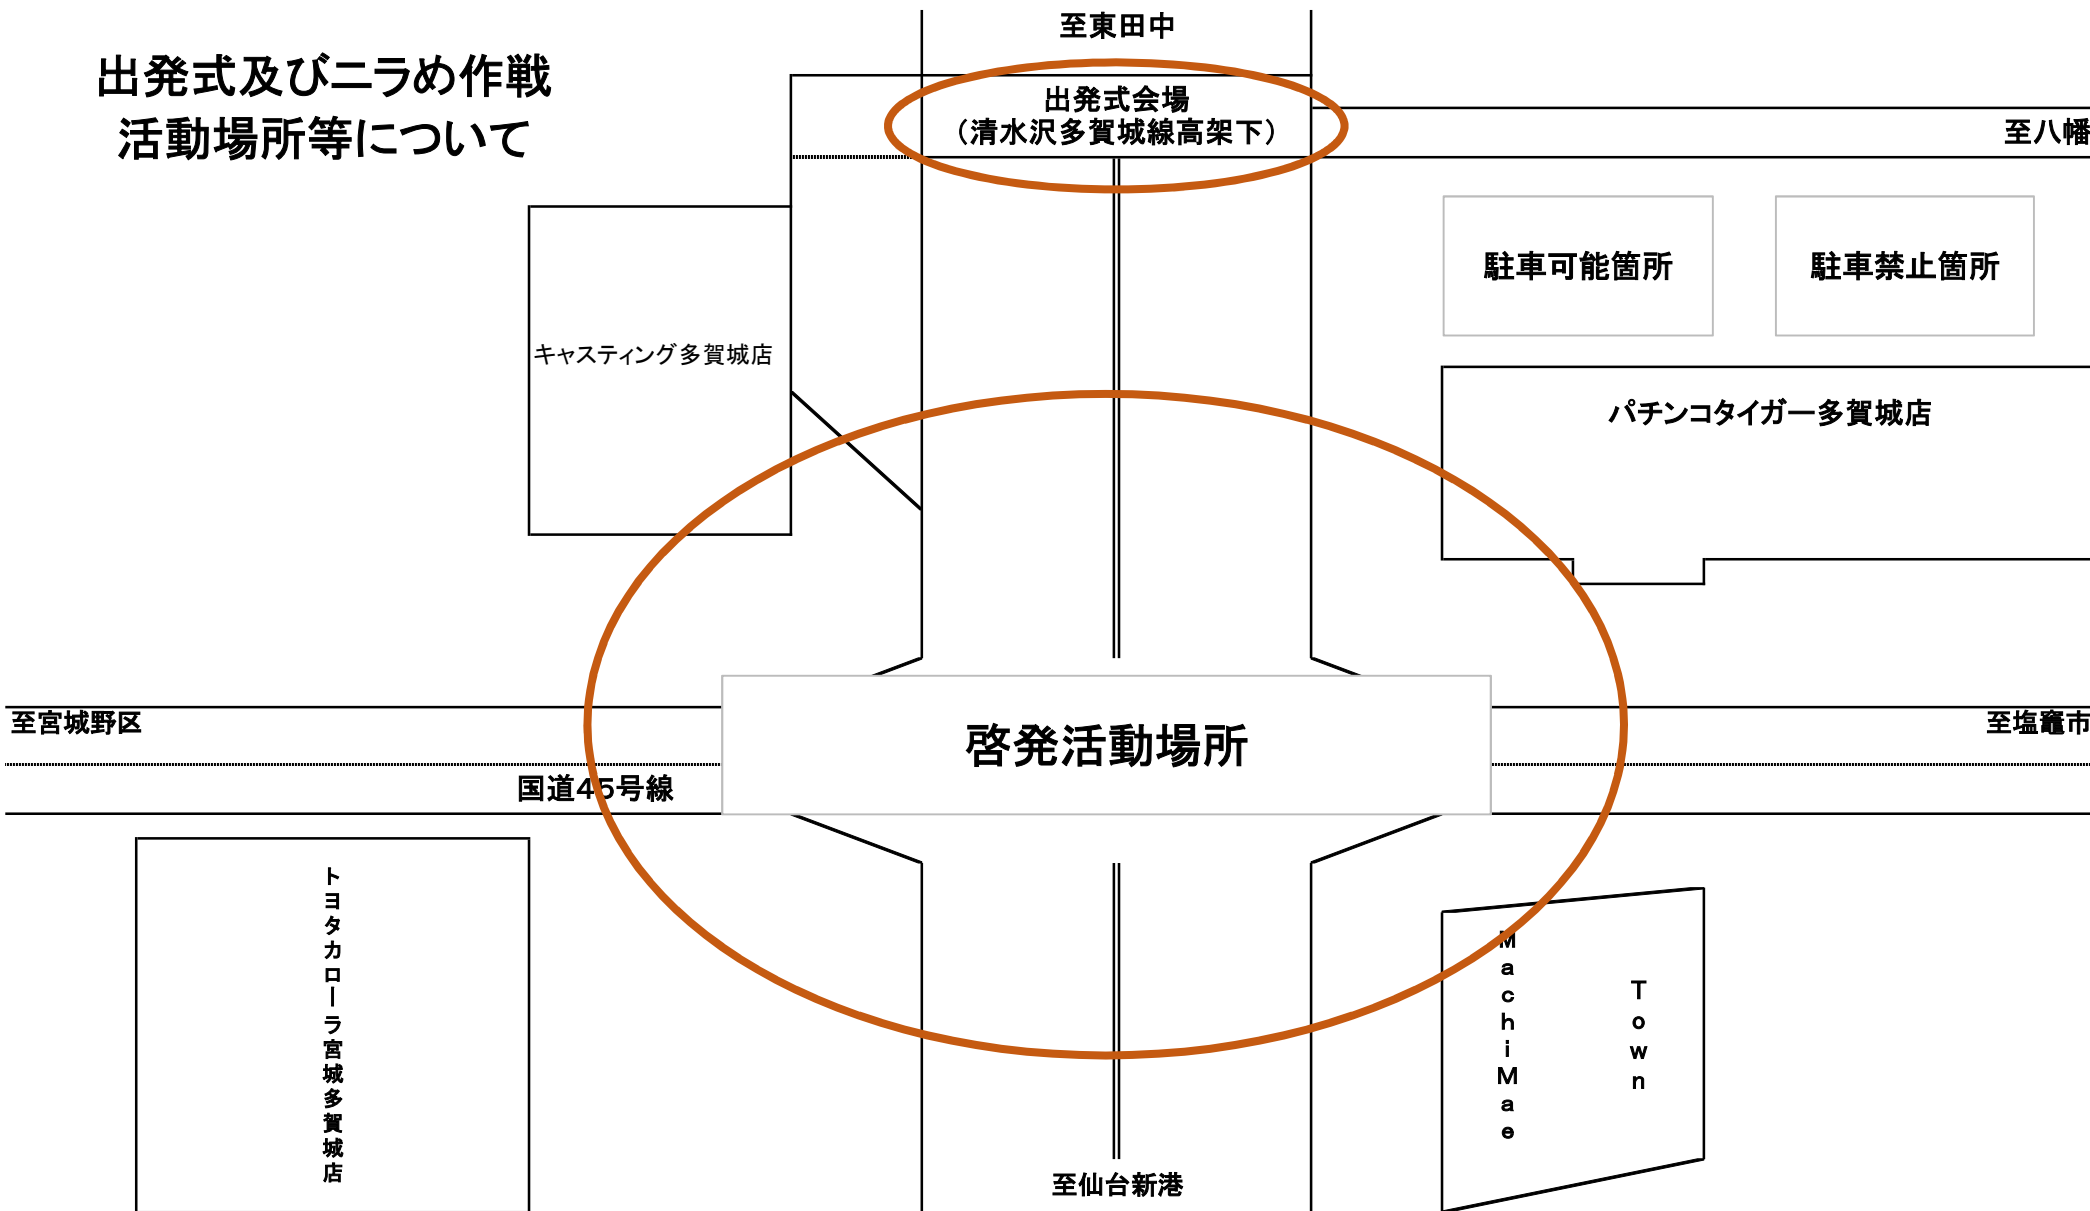 至東田中
出発式及びニラめ作戦
活動場所等について
出発式会場
（清水沢多賀城線高架下）
至八幡
駐車可能箇所
駐車禁止箇所
キャスティング多賀城店
パチンコタイガー多賀城店
至宮城野区
啓発活動場所
至塩竈市
国道45号線
トヨタカローラ宮城多賀城店
MachiMae
Town
至仙台新港